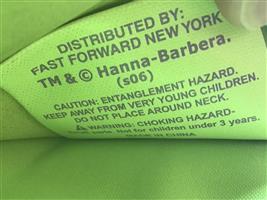 DISTRIBUTED BY:
FAST FORWARD NEW YORK
TM & © Hanna-Barbera.
(s06)
CAUTION: ENTANGLEMENT HAZARD.
KEEP AWAY FROM VERY YOUNG CHILDREN.
DO NOT PLACE AROUND NECK.
⚠ WARNING: CHOKING HAZARD-
parts. Not for children under 3 years.
MADE IN CHINA